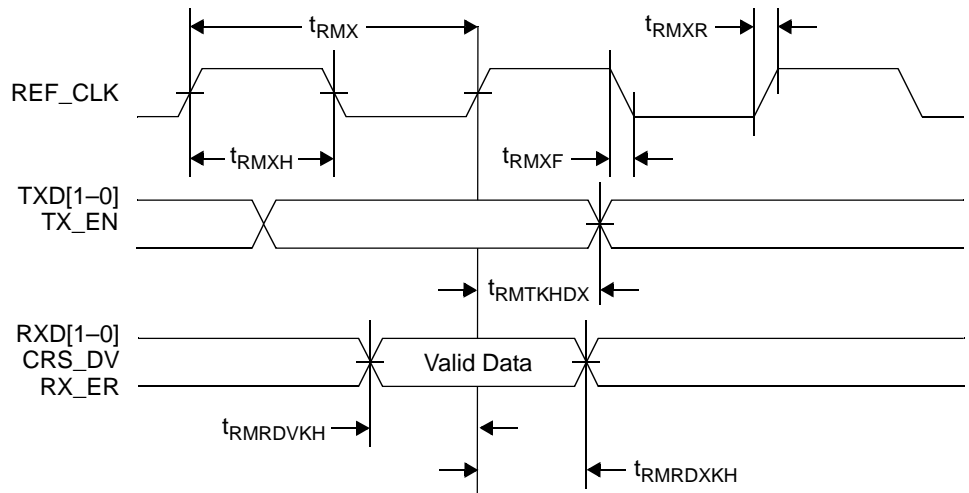 tRMX
tRMXR
REF_CLK
tRMXH
tRMXF
TXD[1–0]
TX_EN
tRMTKHDX
RXD[1–0]
CRS_DV
RX_ER
Valid Data
tRMRDVKH
tRMRDXKH